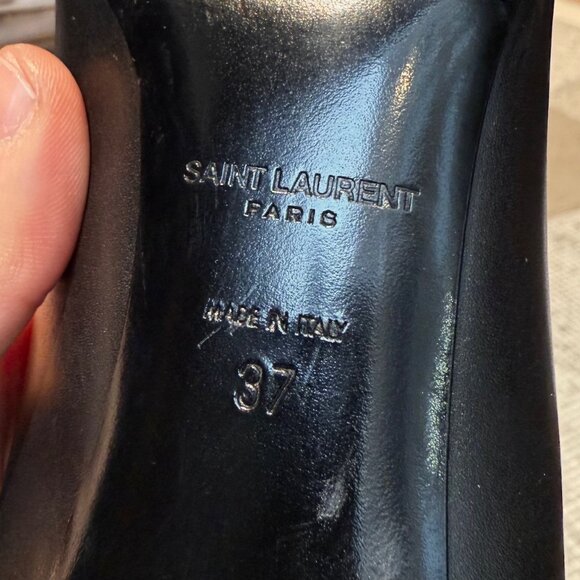 SAINT LAURENT
PARIS
MADE IN ITALY
37